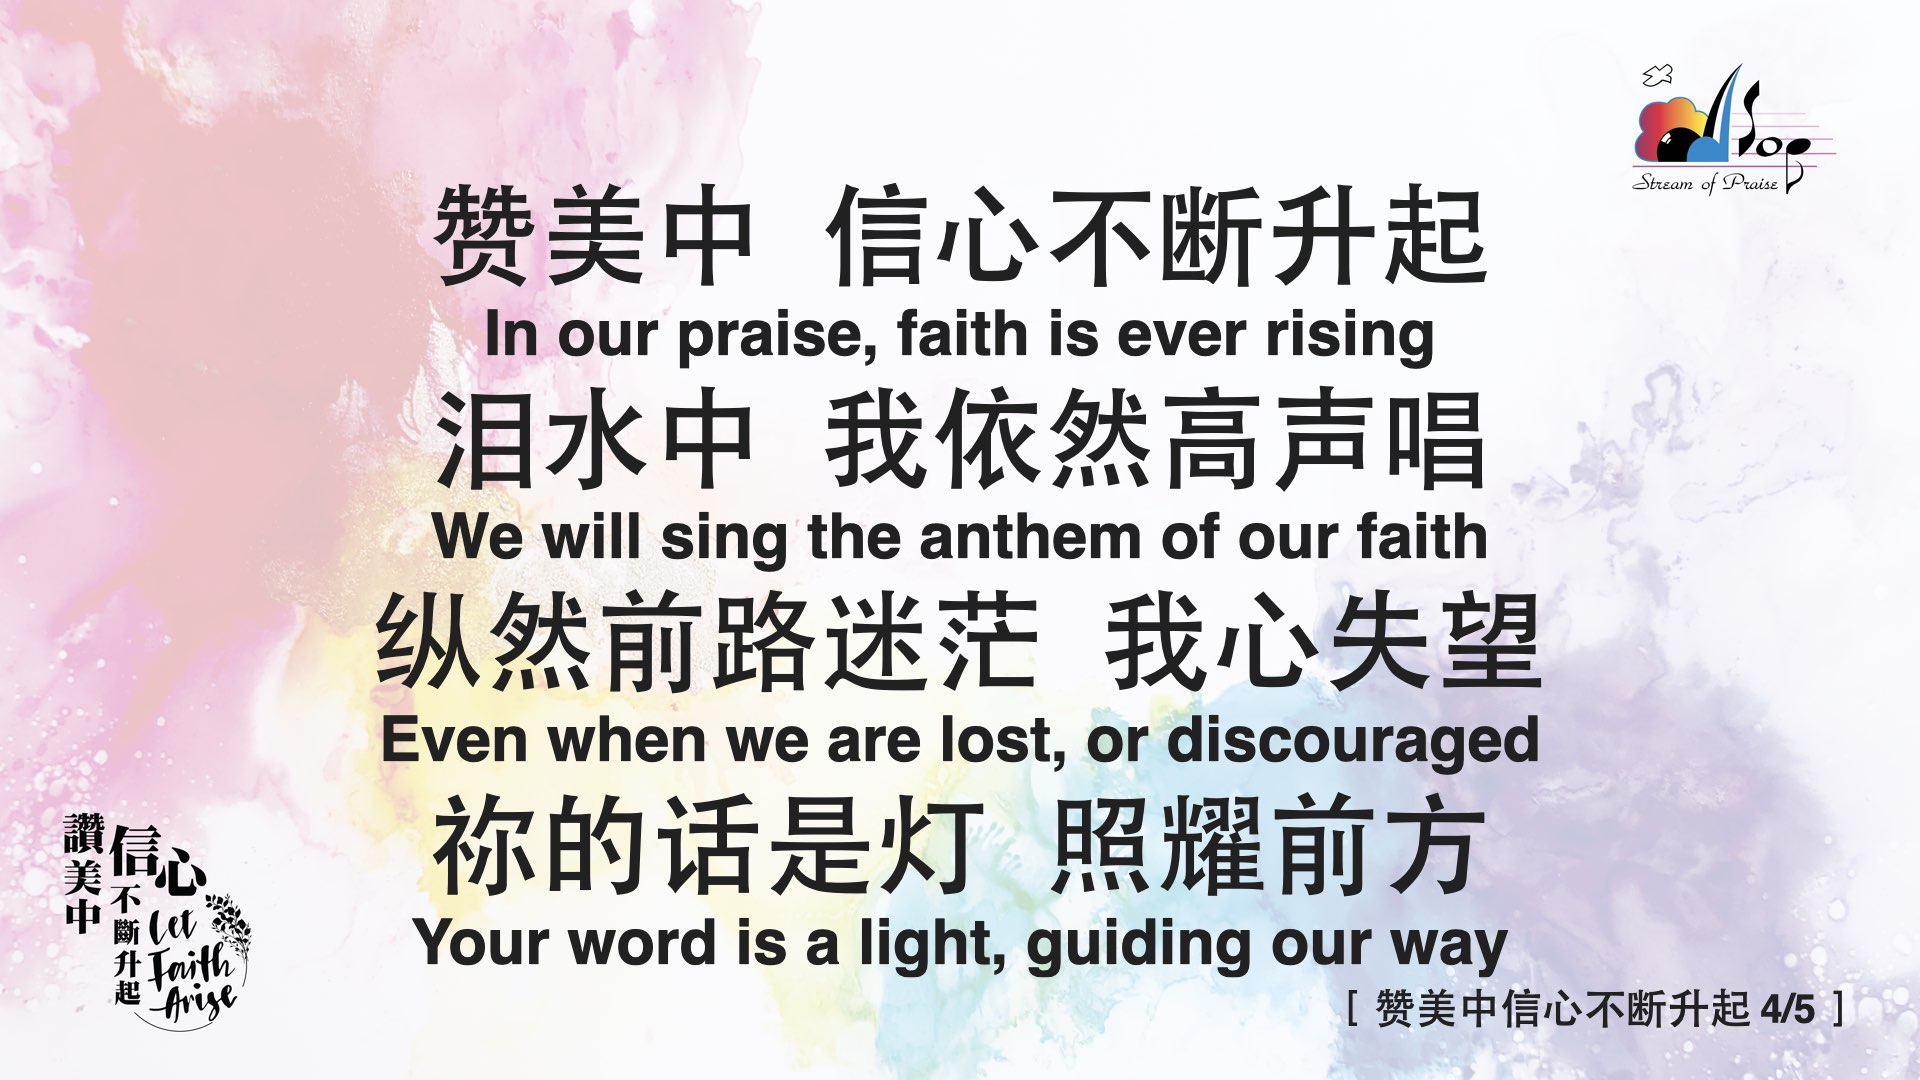 Sop
Stream of Praise
赞美中 信心不断升起
In our praise, faith is ever rising
泪水中 我依然高声唱
We will sing the anthem of our faith
纵然前路迷茫 我心失望
Even when we are lost, or discouraged
祢的话是灯 照耀前方
Your word is a light, guiding our way
讚美中
信心
不斷升起
Let
Faith
Arise
[ 赞美中信心不断升起 4/5 ]